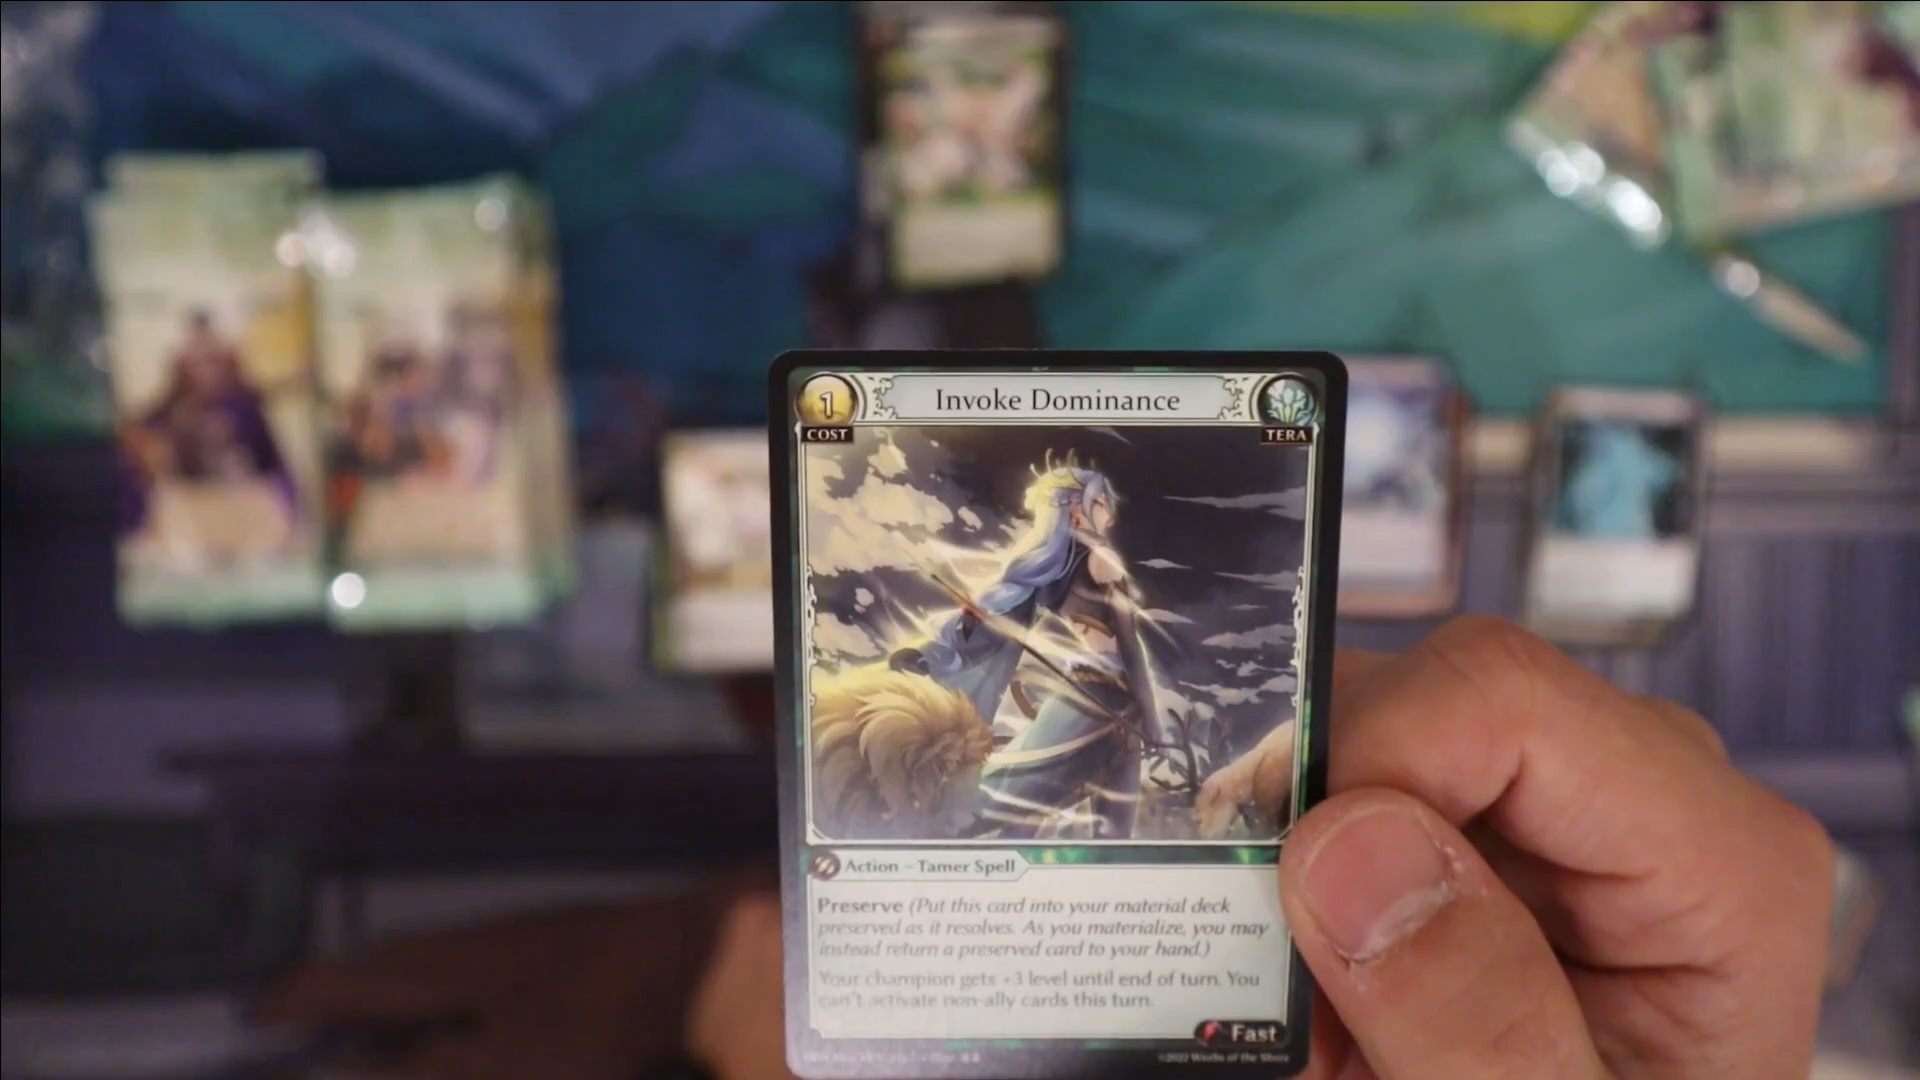 1
Invoke Dominance
COST
TERA
Action – Tamer Spell
Preserve (Put this card into your material deck
preserved as it resolves. As you materialize, you may
instead return a preserved card to your hand.)
Your champion gets +3 level until end of turn. You
can't activate non-ally cards this turn.
Fast
©2022 Weebs of the Shore